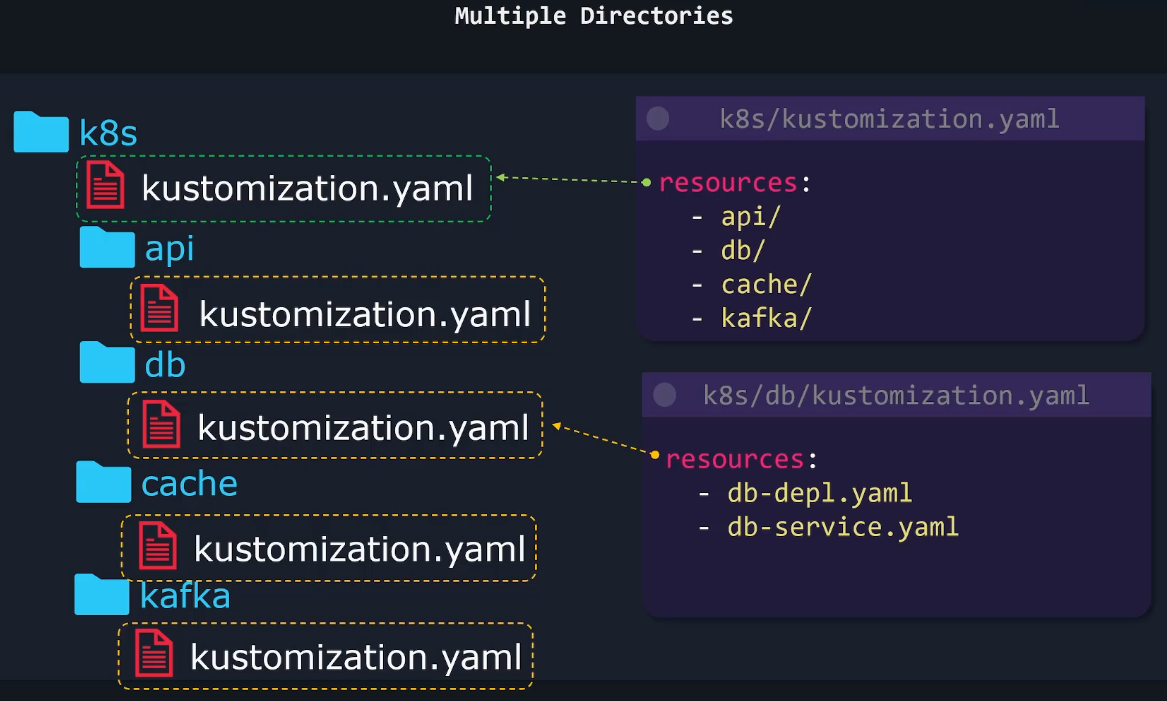 Multiple Directories
k8s
kustomization.yaml
api
kustomization.yaml
db
kustomization.yaml
cache
kustomization.yaml
kafka
kustomization.yaml
k8s/kustomization.yaml
resources:
- api/
- db/
- cache/
- kafka/
k8s/db/kustomization.yaml
resources:
- db-depl.yaml
- db-service.yaml